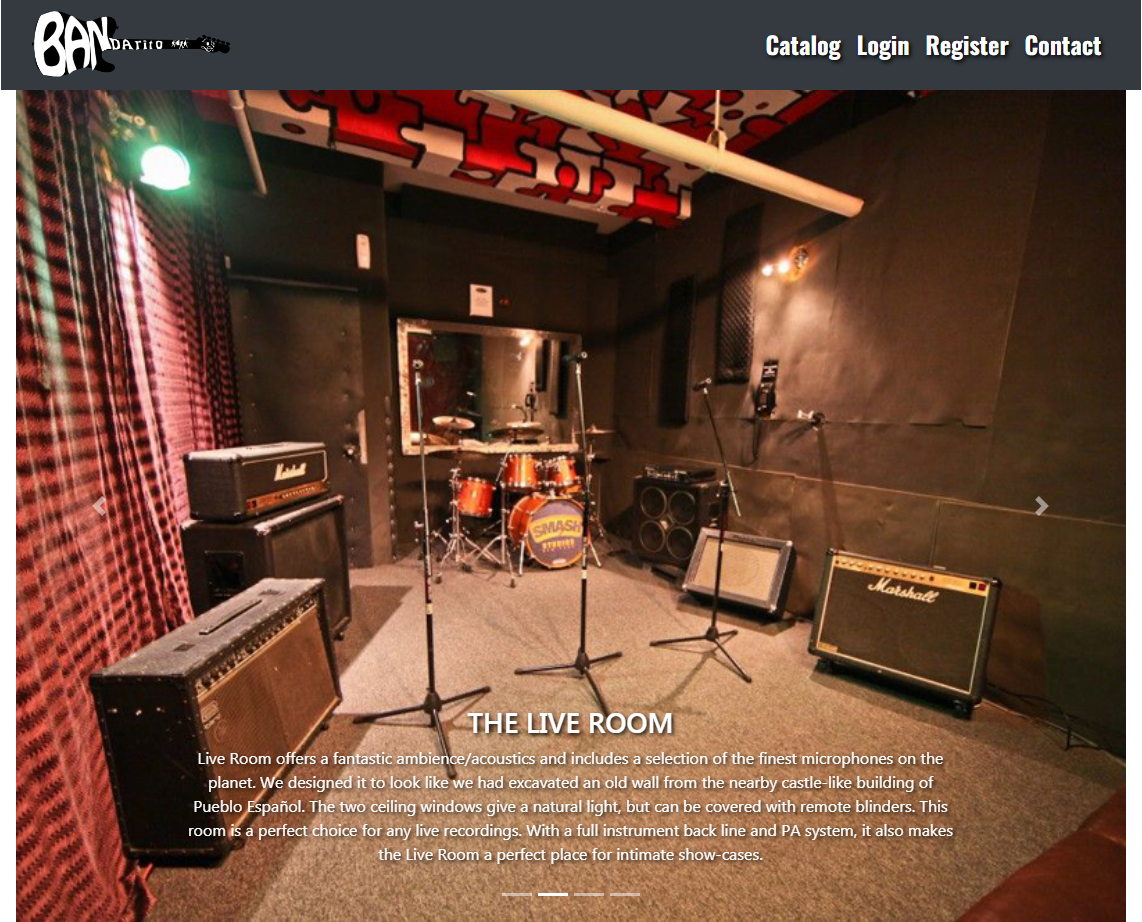 BAN
DATITO
Catalog Login Register Contact
Marshall
SMASH
STUDIOS
Marshall
THE LIVE ROOM
Live Room offers a fantastic ambience/acoustics and includes a selection of the finest microphones on the
planet. We designed it to look like we had excavated an old wall from the nearby castle-like building of
Pueblo Español. The two ceiling windows give a natural light, but can be covered with remote blinders. This
room is a perfect choice for any live recordings. With a full instrument back line and PA system, it also makes
the Live Room a perfect place for intimate show-cases.